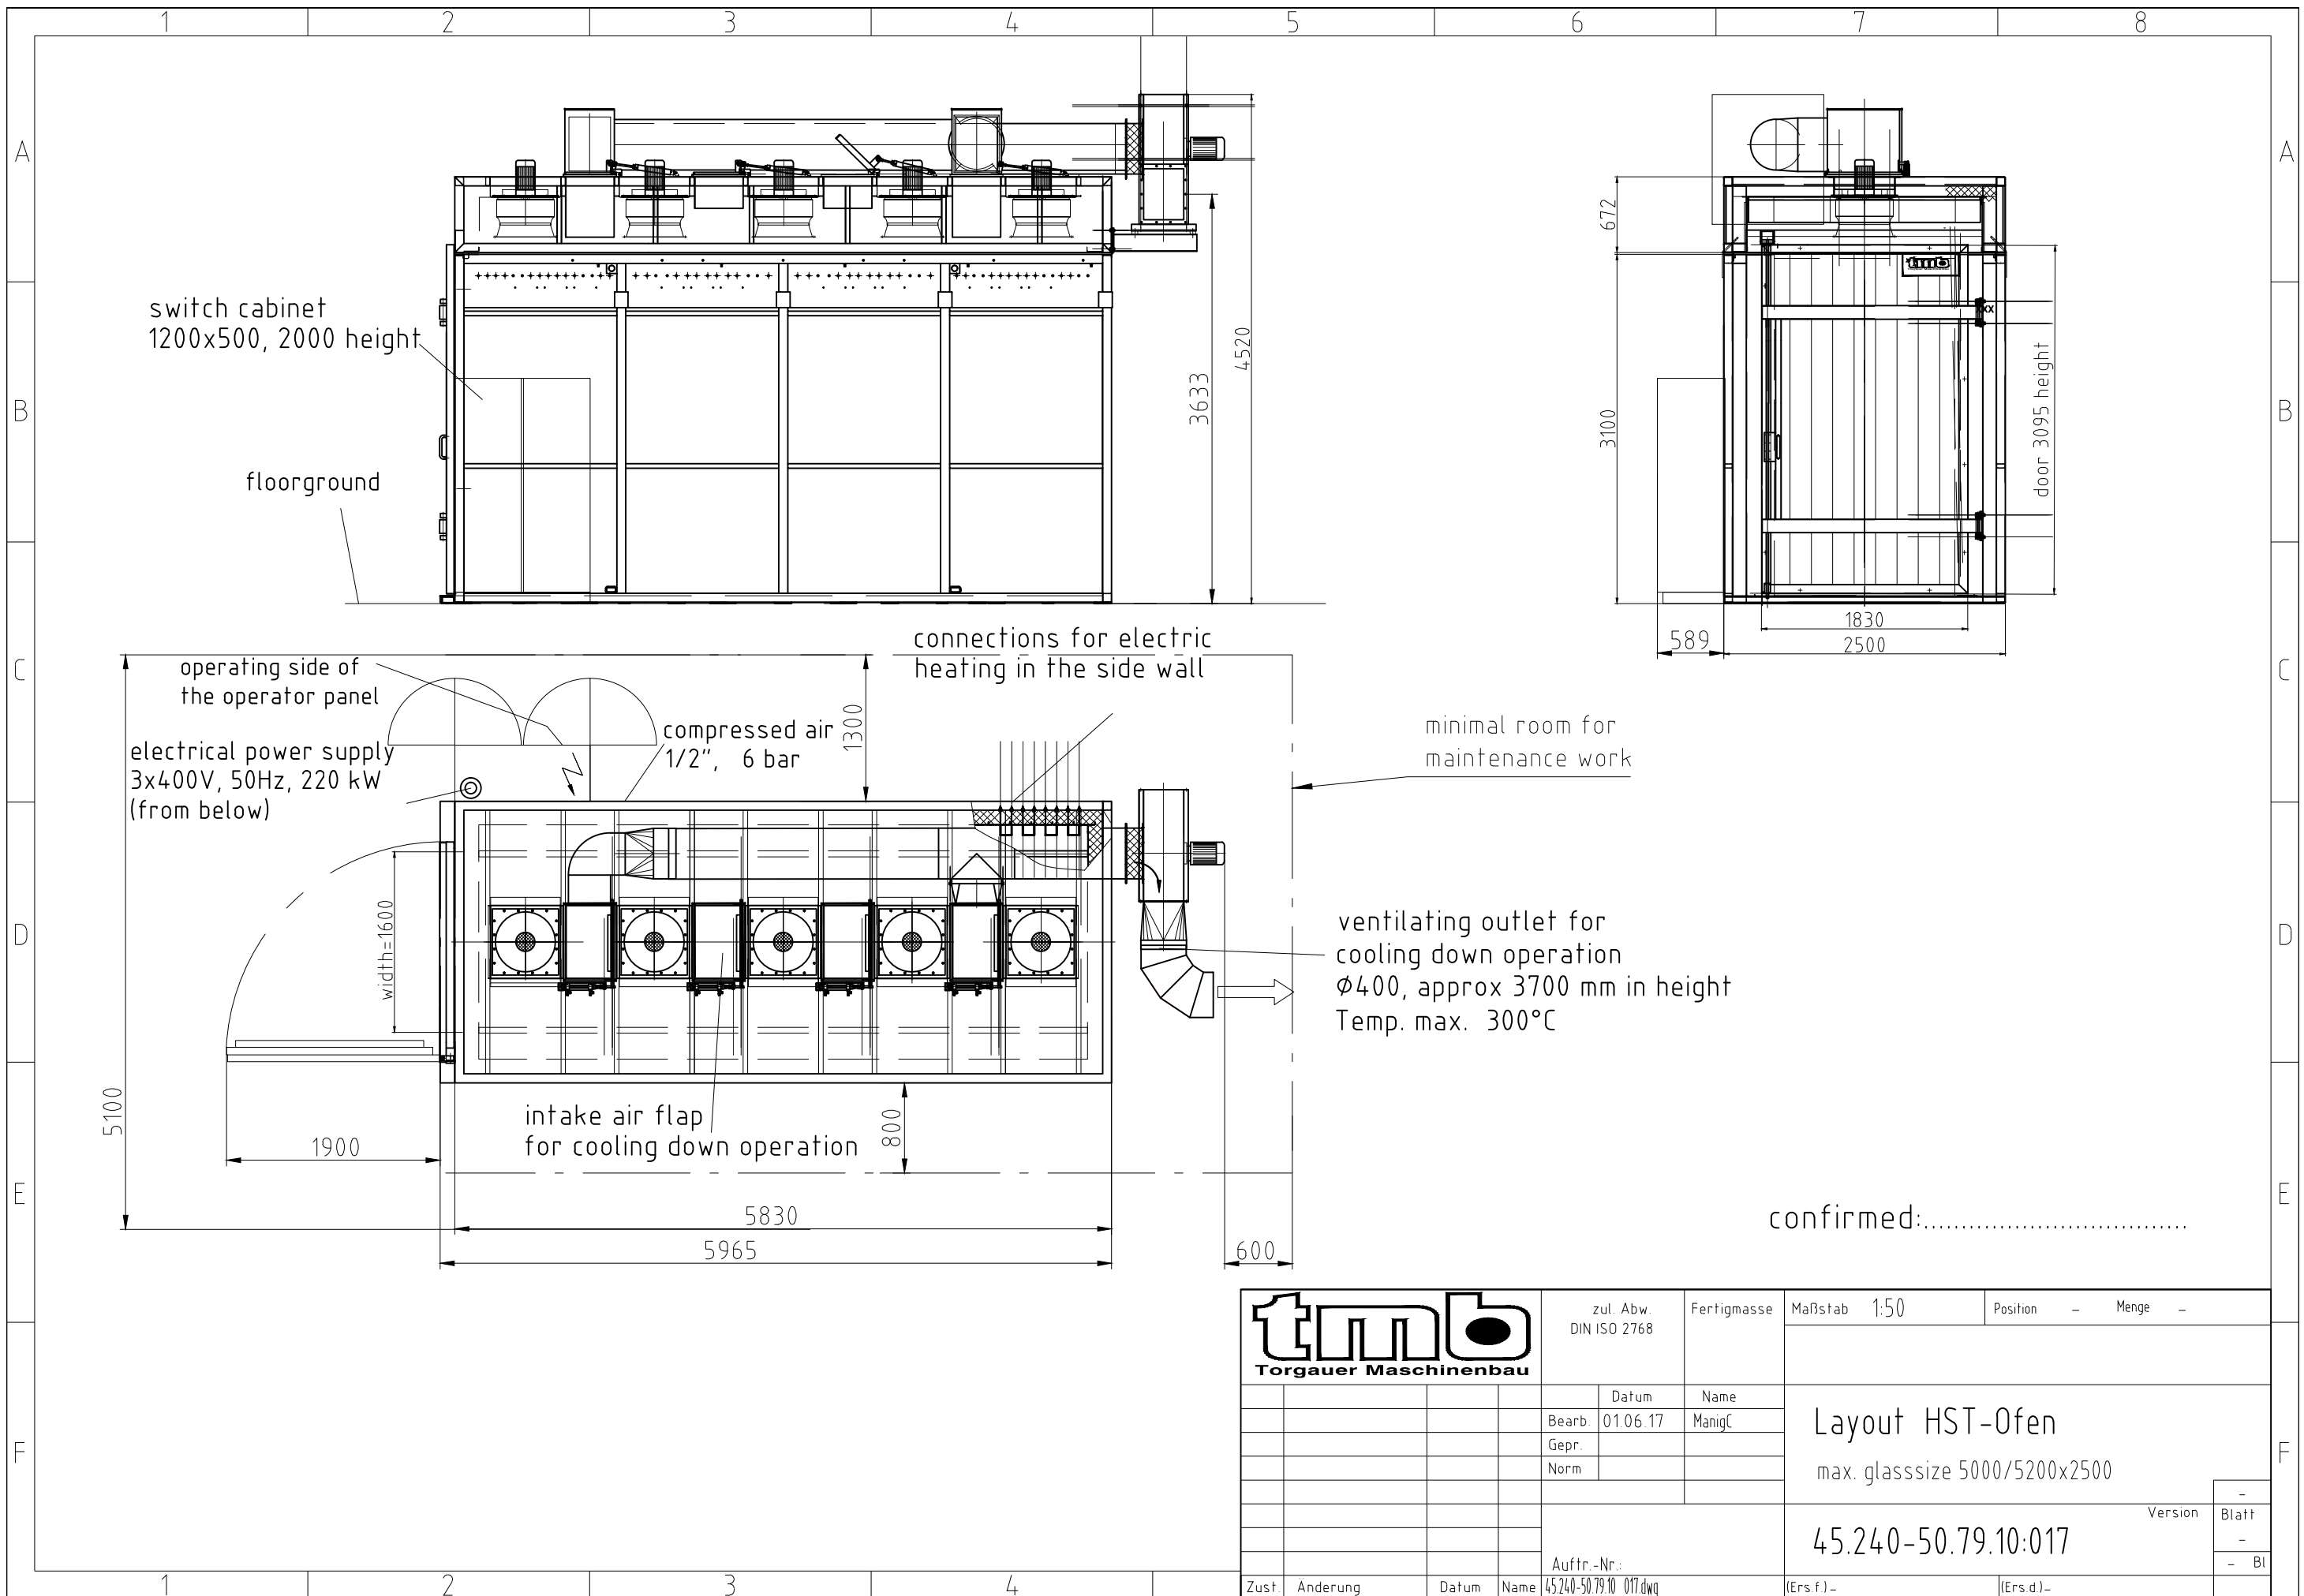 1 2 3 4 5 6 7 8
A
A
B
B
C
C
D
D
E
E
F
F
switch cabinet
1200x500, 2000 height
floorground
4520
3633
672
3100
tmb
door 3095 height
1830
2500
589
operating side of
the operator panel
electrical power supply
3x400V, 50Hz, 220 kW
(from below)
compressed air
1/2", 6 bar
1300
connections for electric
heating in the side wall
minimal room for
maintenance work
width=1600
ventilating outlet for
cooling down operation
Ø400, approx 3700 mm in height
Temp. max. 300°C
5100
1900
intake air flap
for cooling down operation
800
5830
5965
600
confirmed:...................................
tmb
Torgauer Maschinenbau
zul. Abw.
DIN ISO 2768
Fertigmasse
Maßstab 1:50
Position - Menge -
Datum Name
Bearb. 01.06.17 ManigC
Gepr.
Norm
Layout HST-Ofen
max. glasssize 5000/5200x2500
-
Version
Blatt
45.240-50.79.10:017
-
- Bl
Auftr.-Nr.:
Zust. Änderung Datum Name 45.240-50.79.10_017.dwg (Ers.f.)- (Ers.d.)-
1 2 3 4